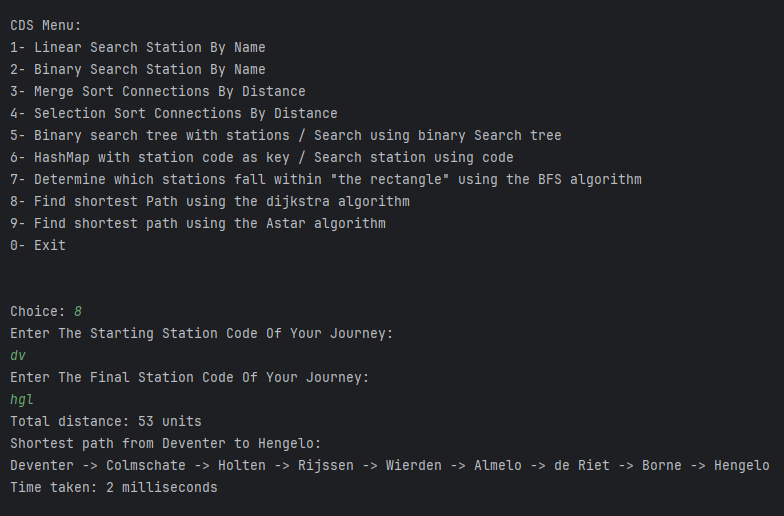 CDS Menu:
1- Linear Search Station By Name
2- Binary Search Station By Name
3- Merge Sort Connections By Distance
4- Selection Sort Connections By Distance
5- Binary search tree with stations / Search using binary Search tree
6- HashMap with station code as key / Search station using code
7- Determine which stations fall within "the rectangle" using the BFS algorithm
8- Find shortest Path using the dijkstra algorithm
9- Find shortest path using the Astar algorithm
0- Exit
Choice: 8
Enter The Starting Station Code Of Your Journey:
dv
Enter The Final Station Code Of Your Journey:
hgl
Total distance: 53 units
Shortest path from Deventer to Hengelo:
Deventer -> Colmschate -> Holten -> Rijssen -> Wierden -> Almelo -> de Riet -> Borne -> Hengelo
Time taken: 2 milliseconds